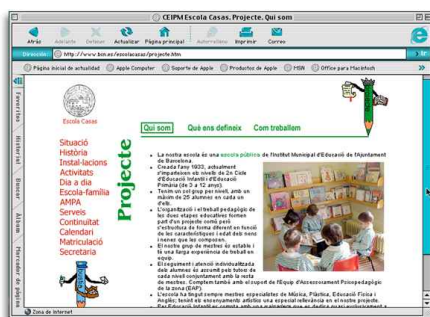 CEIPM Escola Casas. Projecte. Qui som
Atrás Adelante Detener Actualizar Página principal Autorrelleno Imprimir Correo
Dirección: http://www.bcn.es/escolacasas/projecte.htm Ir
Página inicial de actualidad Apple Computer Soporte de Apple Productos de Apple MSN Office para Macintosh
Favoritos
Historial
Buscar
Álbum
Marcador de página
Escola Casas
Situació
Història
Instal·lacions
Activitats
Dia a dia
Escola-família
AMPA
Serveis
Continuïtat
Calendari
Matriculació
Secretaria
Projecte
Qui som Què ens defineix Com treballem
La nostra escola és una escola pública de l'Institut Municipal d'Educació de l'Ajuntament
de Barcelona.
Creada l'any 1933, actualment
s'imparteixen els nivells de 2n Cicle
d'Educació Infantil i d'Educació
Primària (de 3 a 12 anys).
Tenim un sol grup per nivell, amb un
màxim de 25 alumnes en cada un
d'ells.
L'organització i el treball pedagògic de
les dues etapes educatives formen
part d'un projecte comú però
s'estructura de forma diferent en funció
de les característiques i edat dels nens
i nenes que les composen.
El nostre grup de mestres és estable i
té una llarga experiència de treball en
equip.
El seguiment i atenció individualitzada
dels alumnes és assumit pels tutors de
cada nivell conjuntament amb la resta
de mestres. Comptem també amb el suport de l'Equip d'Assessorament Psicopedagògic
de la zona (EAP).
L'escola ha tingut sempre mestres especialistes de Música, Plàstica, Educació Física i
Anglès; tenint els ensenyaments artístics una especial rellevància en el nostre projecte.
Zona de Internet